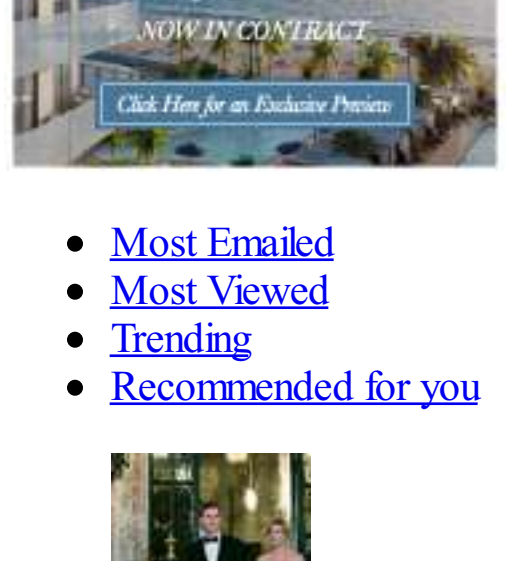 NOW IN CONTRACT
Click Here for an Exclusive Preview
Most Emailed
Most Viewed
Trending
Recommended for you